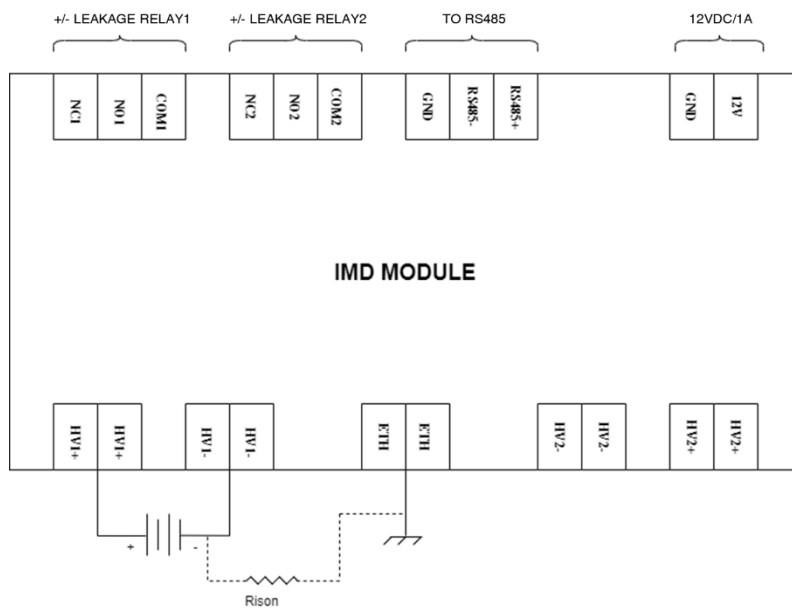 +/- LEAKAGE RELAY1
+/- LEAKAGE RELAY2
TO RS485
12VDC/1A
NC1
NO1
COM1
NC2
NO2
COM2
GND
RS485-
RS485+
GND
12V
IMD MODULE
HV1+
HV1+
HV1-
HV1-
ETH
ETH
HV2-
HV2-
HV2+
HV2+
+
-
Rison